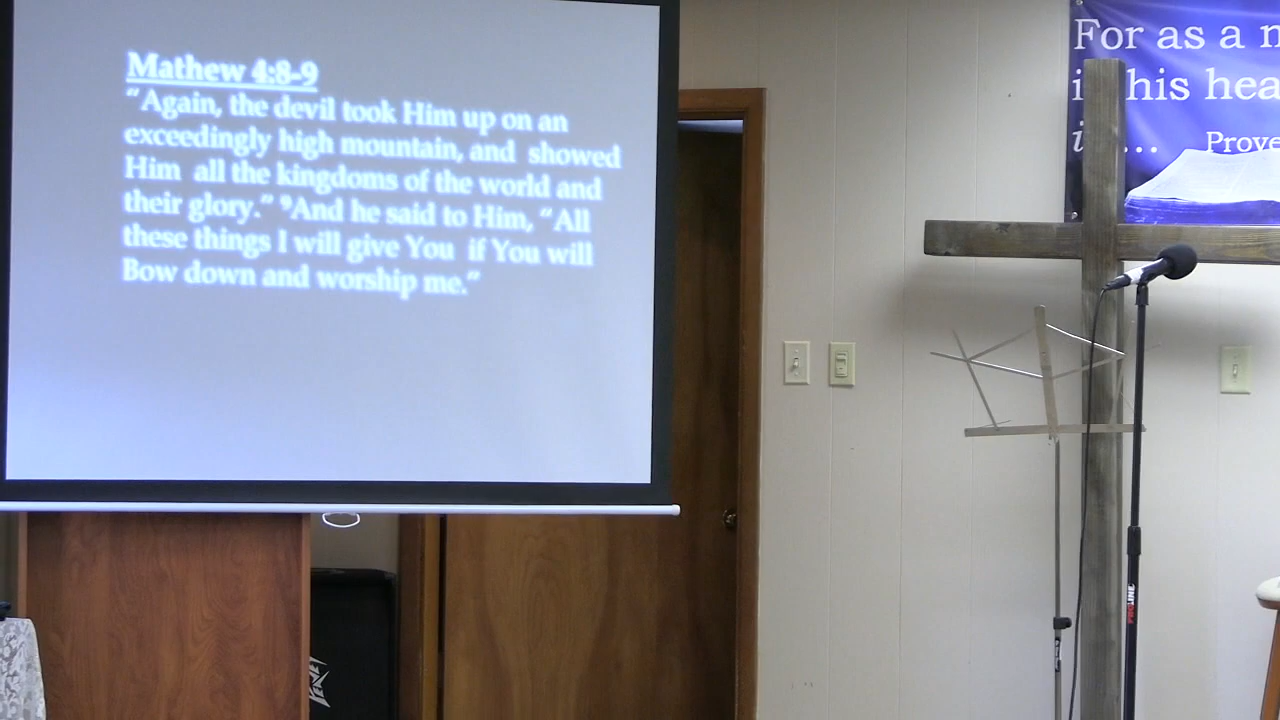 Mathew 4:8-9
“Again, the devil took Him up on an
exceedingly high mountain, and showed
Him all the kingdoms of the world and
their glory.” ⁹And he said to Him, “All
these things I will give You if You will
Bow down and worship me.”
For as a
his
... Prove
PROLINE